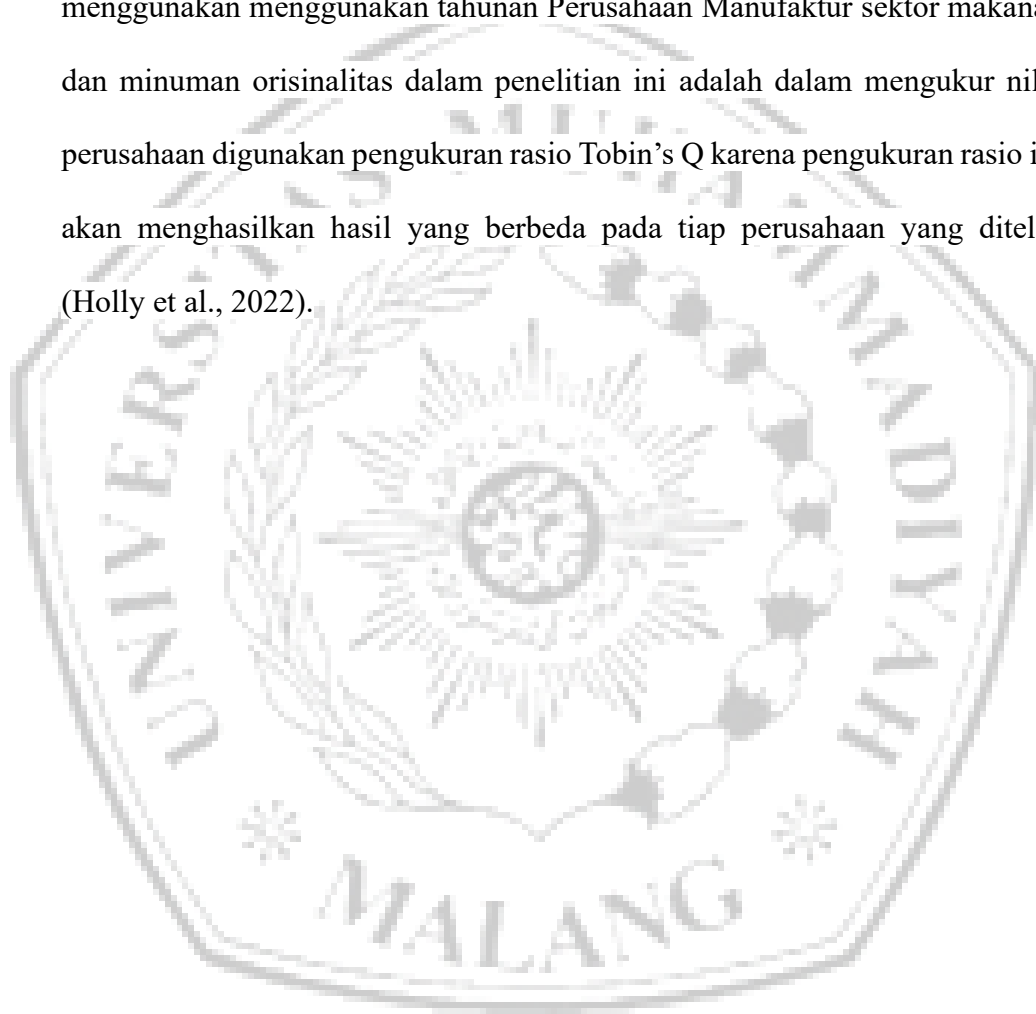 menggunakan menggunakan tahunan Perusahaan Manufaktur sektor makana
dan minuman orisinalitas dalam penelitian ini adalah dalam mengukur nil
perusahaan digunakan pengukuran rasio Tobin's Q karena pengukuran rasio i
akan menghasilkan hasil yang berbeda pada tiap perusahaan yang ditel
(Holly et al., 2022).
MALANG